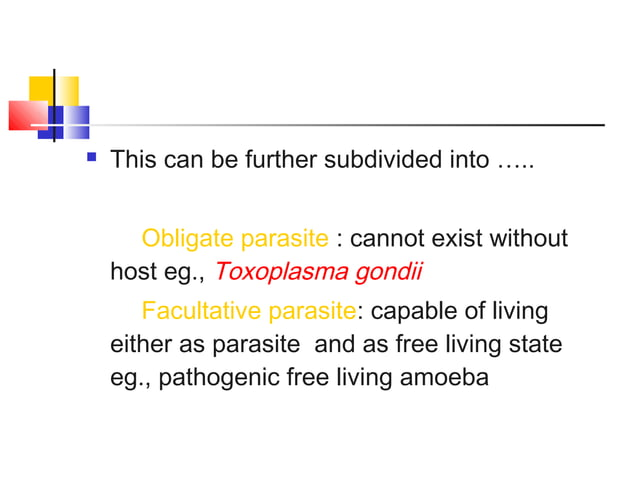 This can be further subdivided into …..
Obligate parasite : cannot exist without
host eg., Toxoplasma gondii
Facultative parasite: capable of living
either as parasite  and as free living state
eg., pathogenic free living amoeba